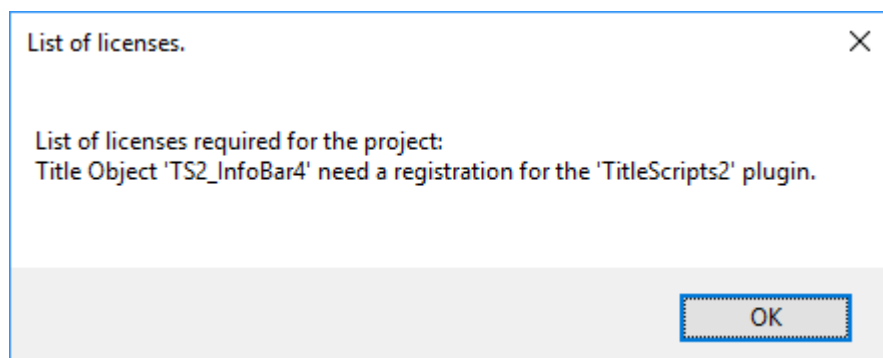 List of licenses.
List of licenses required for the project:
Title Object 'TS2_InfoBar4' need a registration for the 'TitleScripts2' plugin.
OK